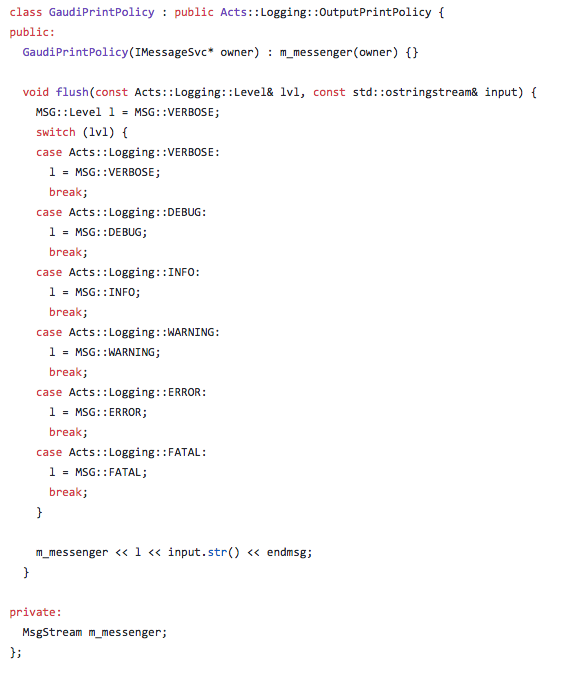 class GaudiPrintPolicy : public Acts::Logging::OutputPrintPolicy {
public:
  GaudiPrintPolicy(IMessageSvc* owner) : m_messenger(owner) {}

  void flush(const Acts::Logging::Level& lvl, const std::ostringstream& input) {
    MSG::Level l = MSG::VERBOSE;
    switch (lvl) {
    case Acts::Logging::VERBOSE:
      l = MSG::VERBOSE;
      break;
    case Acts::Logging::DEBUG:
      l = MSG::DEBUG;
      break;
    case Acts::Logging::INFO:
      l = MSG::INFO;
      break;
    case Acts::Logging::WARNING:
      l = MSG::WARNING;
      break;
    case Acts::Logging::ERROR:
      l = MSG::ERROR;
      break;
    case Acts::Logging::FATAL:
      l = MSG::FATAL;
      break;
    }

    m_messenger << l << input.str() << endmsg;
  }

private:
  MsgStream m_messenger;
};